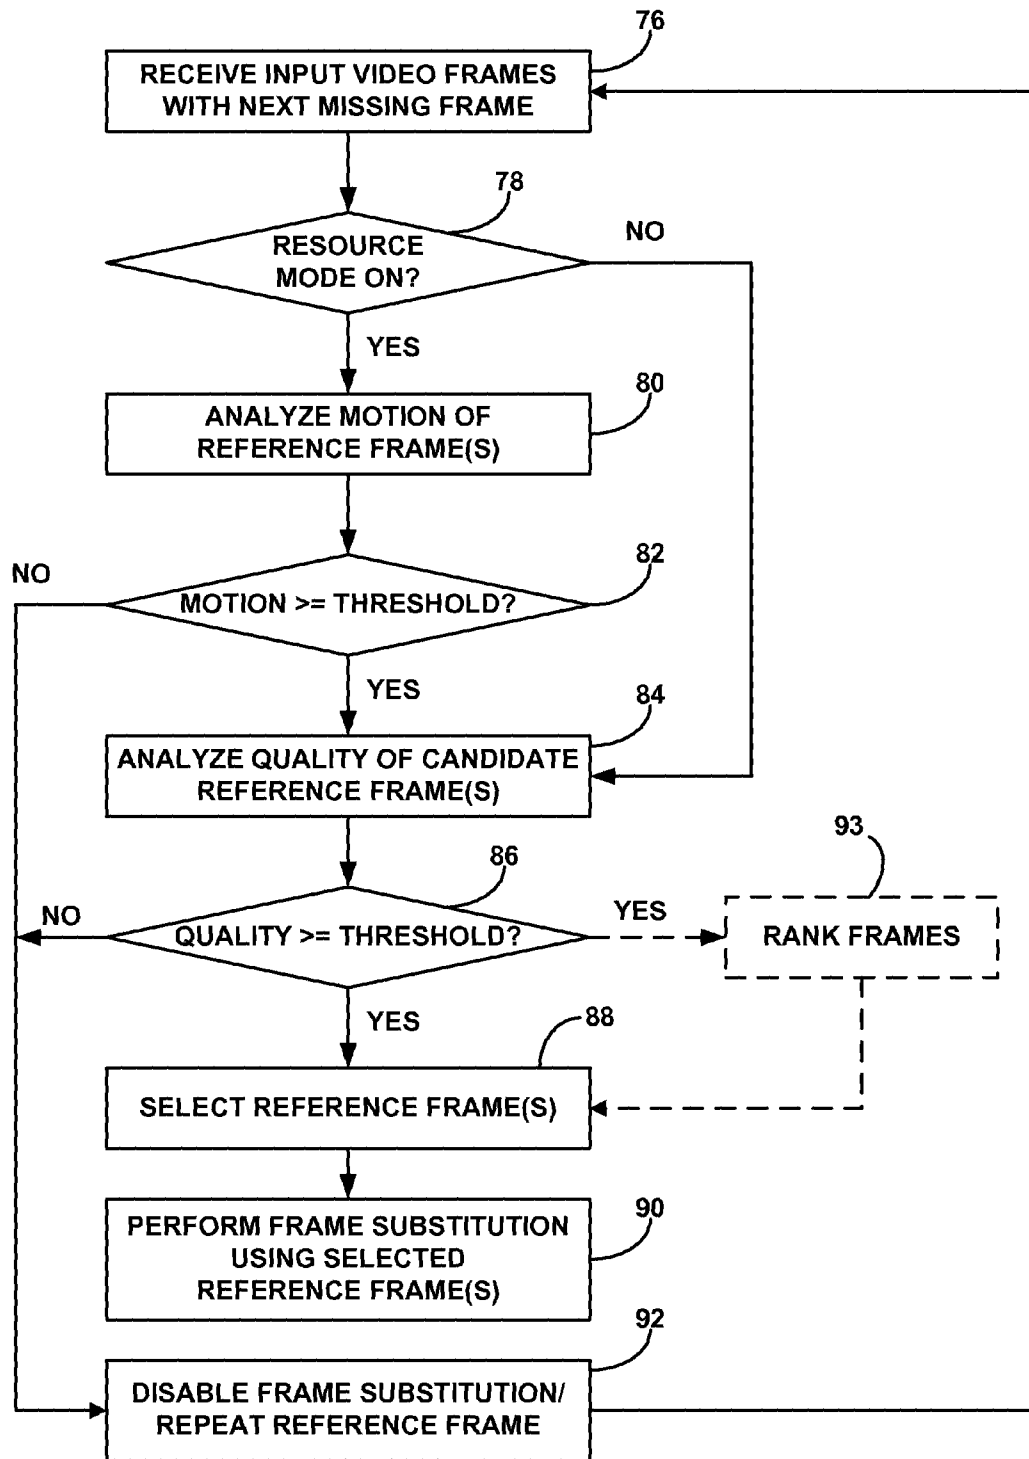 76
RECEIVE INPUT VIDEO FRAMES
WITH NEXT MISSING FRAME
78
RESOURCE
MODE ON?
NO
YES
80
ANALYZE MOTION OF
REFERENCE FRAME(S)
82
NO
MOTION >= THRESHOLD?
YES
84
ANALYZE QUALITY OF CANDIDATE
REFERENCE FRAME(S)
93
86
NO
QUALITY >= THRESHOLD?
YES
RANK FRAMES
YES
88
SELECT REFERENCE FRAME(S)
90
PERFORM FRAME SUBSTITUTION
USING SELECTED
REFERENCE FRAME(S)
92
DISABLE FRAME SUBSTITUTION/
REPEAT REFERENCE FRAME